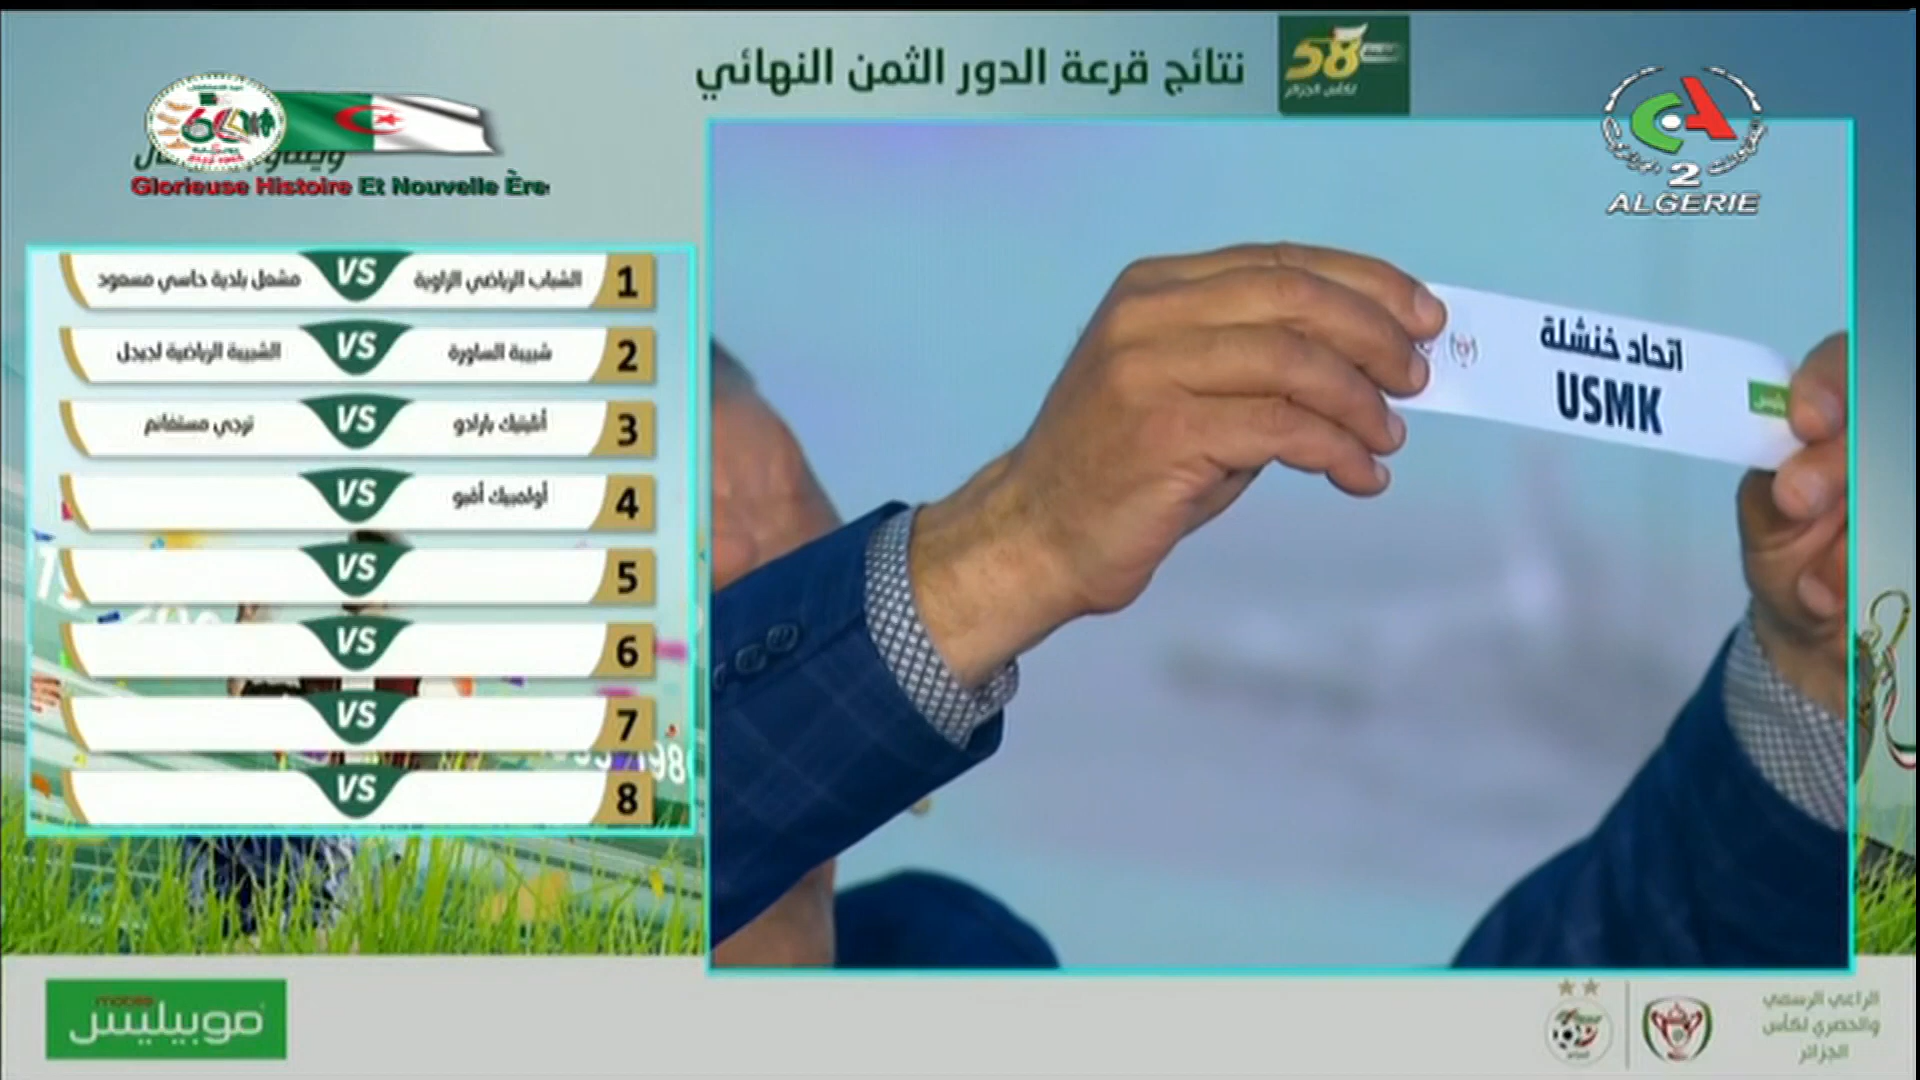 نتائج قرعة الدور الثمن النهائي
58
لكأس الجزائر
60
Glorieuse Histoire Et Nouvelle Ère
2
ALGERIE
1 الشباب الرياضي الزاوية VS مشعل بلدية حاسي مسعود
2 شبيبة الساورة VS الشبيبة الرياضية لجيجل
3 أتليتيك بارادو VS ترجي مستغانم
4 أولمبيك أقبو VS
5 VS
6 VS
7 VS
8 VS
اتحاد خنشلة
USMK
mobilis
موبيليس
الراعي الرسمي
والحصري لكأس
الجزائر